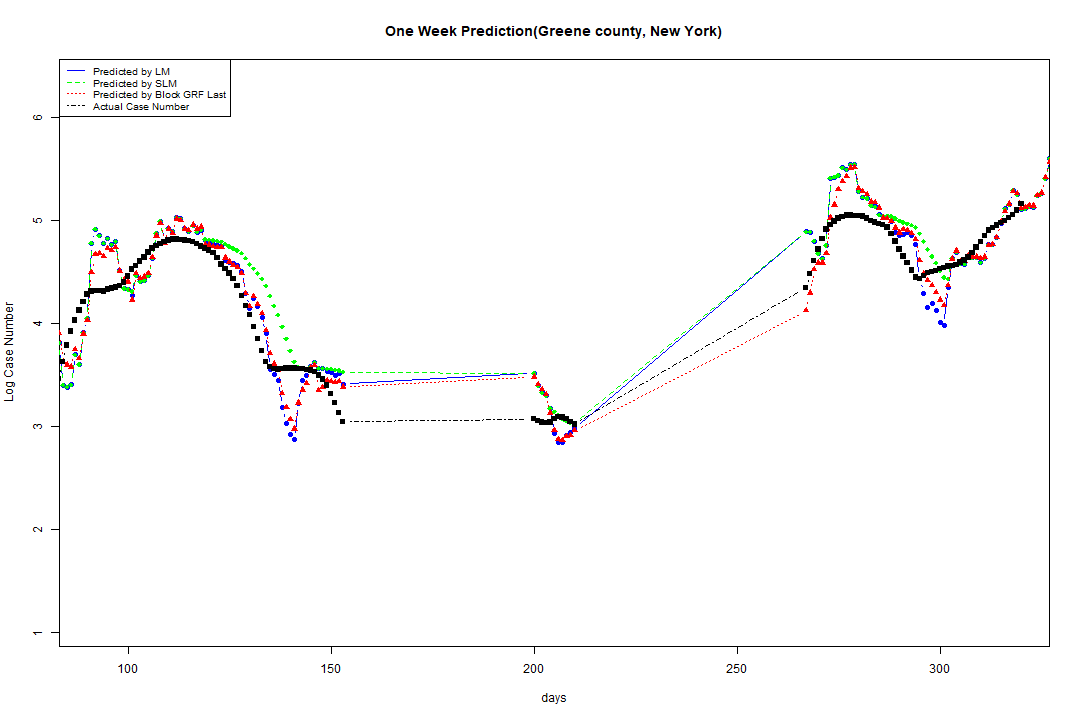 One Week Prediction(Greene county, New York)
Predicted by LM
Predicted by SLM
Predicted by Block GRF Last
Actual Case Number
6
5
4
3
2
1
Log Case Number
100 150 200 250 300
days